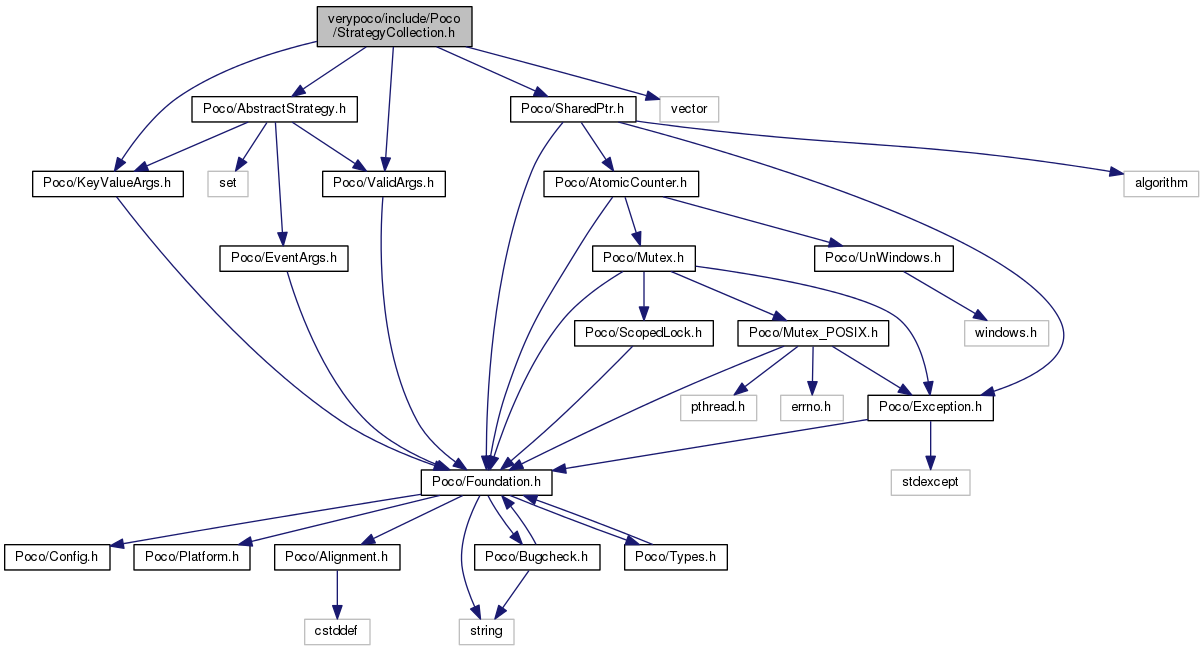 verypoco/include/Poco
/StrategyCollection.h
Poco/AbstractStrategy.h
Poco/SharedPtr.h
vector
Poco/KeyValueArgs.h
set
Poco/ValidArgs.h
Poco/AtomicCounter.h
algorithm
Poco/EventArgs.h
Poco/Mutex.h
Poco/UnWindows.h
Poco/ScopedLock.h
Poco/Mutex_POSIX.h
windows.h
pthread.h
errno.h
Poco/Exception.h
Poco/Foundation.h
stdexcept
Poco/Config.h
Poco/Platform.h
Poco/Alignment.h
Poco/Bugcheck.h
Poco/Types.h
cstddef
string